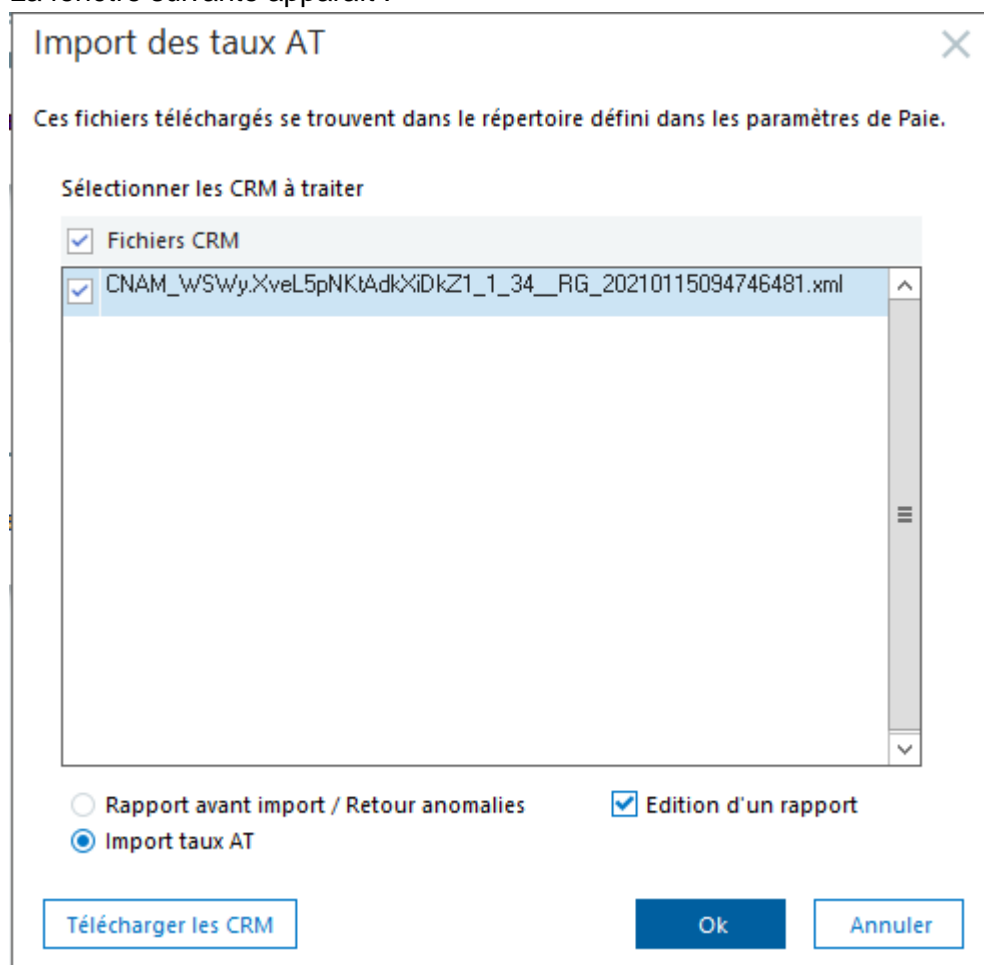 Import des taux AT
Ces fichiers téléchargés se trouvent dans le répertoire défini dans les paramètres de Paie.
Sélectionner les CRM à traiter
Fichiers CRM
CNAM_WSWy.XveL5pNKtAdkXiDkZ1_1_34__RG_20210115094746481.xml
Rapport avant import / Retour anomalies
Edition d'un rapport
Import taux AT
Télécharger les CRM
Ok
Annuler